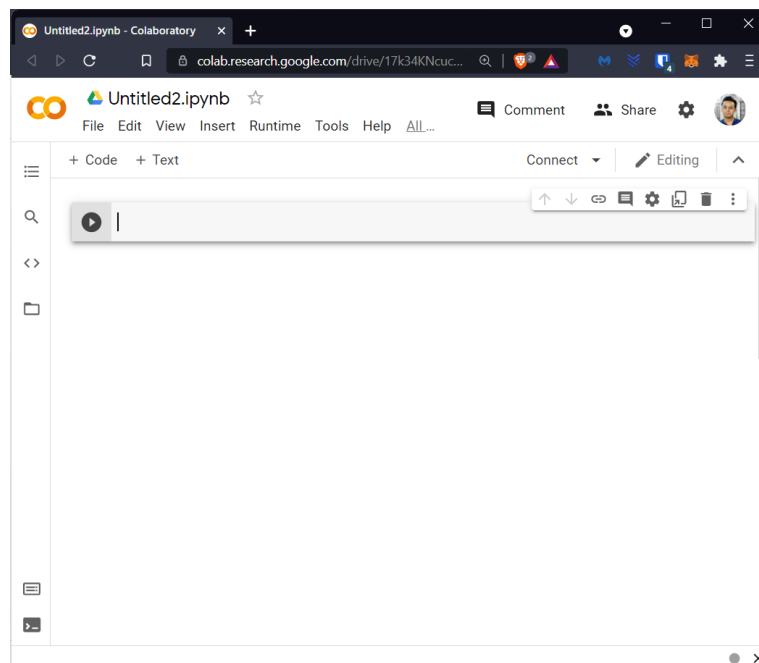 Untitled2.ipynb - Colaboratory
colab.research.google.com/drive/17k34KNcuc...
2
4
Untitled2.ipynb
Comment
Share
File Edit View Insert Runtime Tools Help All ...
+ Code + Text
Connect
Editing